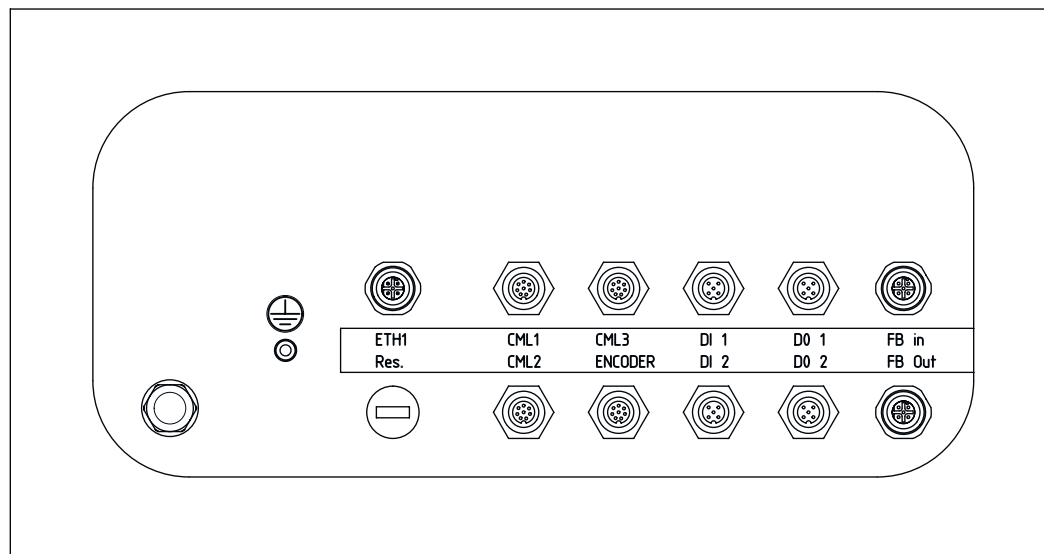 ETH1 CML1 CML3 DI 1 DO 1 FB in
Res. CML2 ENCODER DI 2 DO 2 FB Out